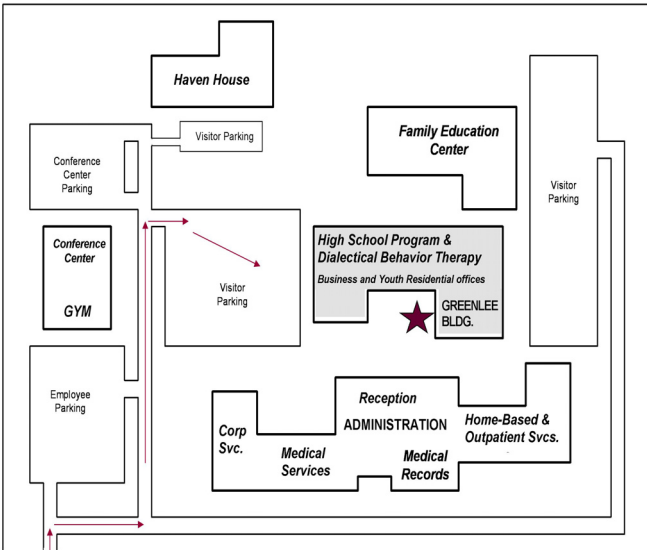 Haven House
Visitor Parking
Conference
Center
Parking
Family Education
Center
Visitor
Parking
Conference
Center
GYM
Visitor
Parking
High School Program &
Dialectical Behavior Therapy
Business and Youth Residential offices
GREENLEE
BLDG.
Employee
Parking
Corp
Svc.
Medical
Services
Reception
ADMINISTRATION
Medical
Records
Home-Based &
Outpatient Svcs.